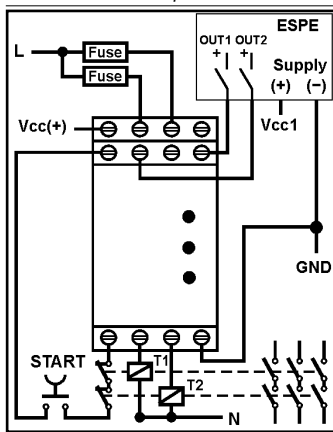 ESPE
OUT1 OUT2
+ +
Supply
(+) (−)
Vcc1
L
Fuse
Fuse
Vcc(+)
GND
START
T1
T2
N